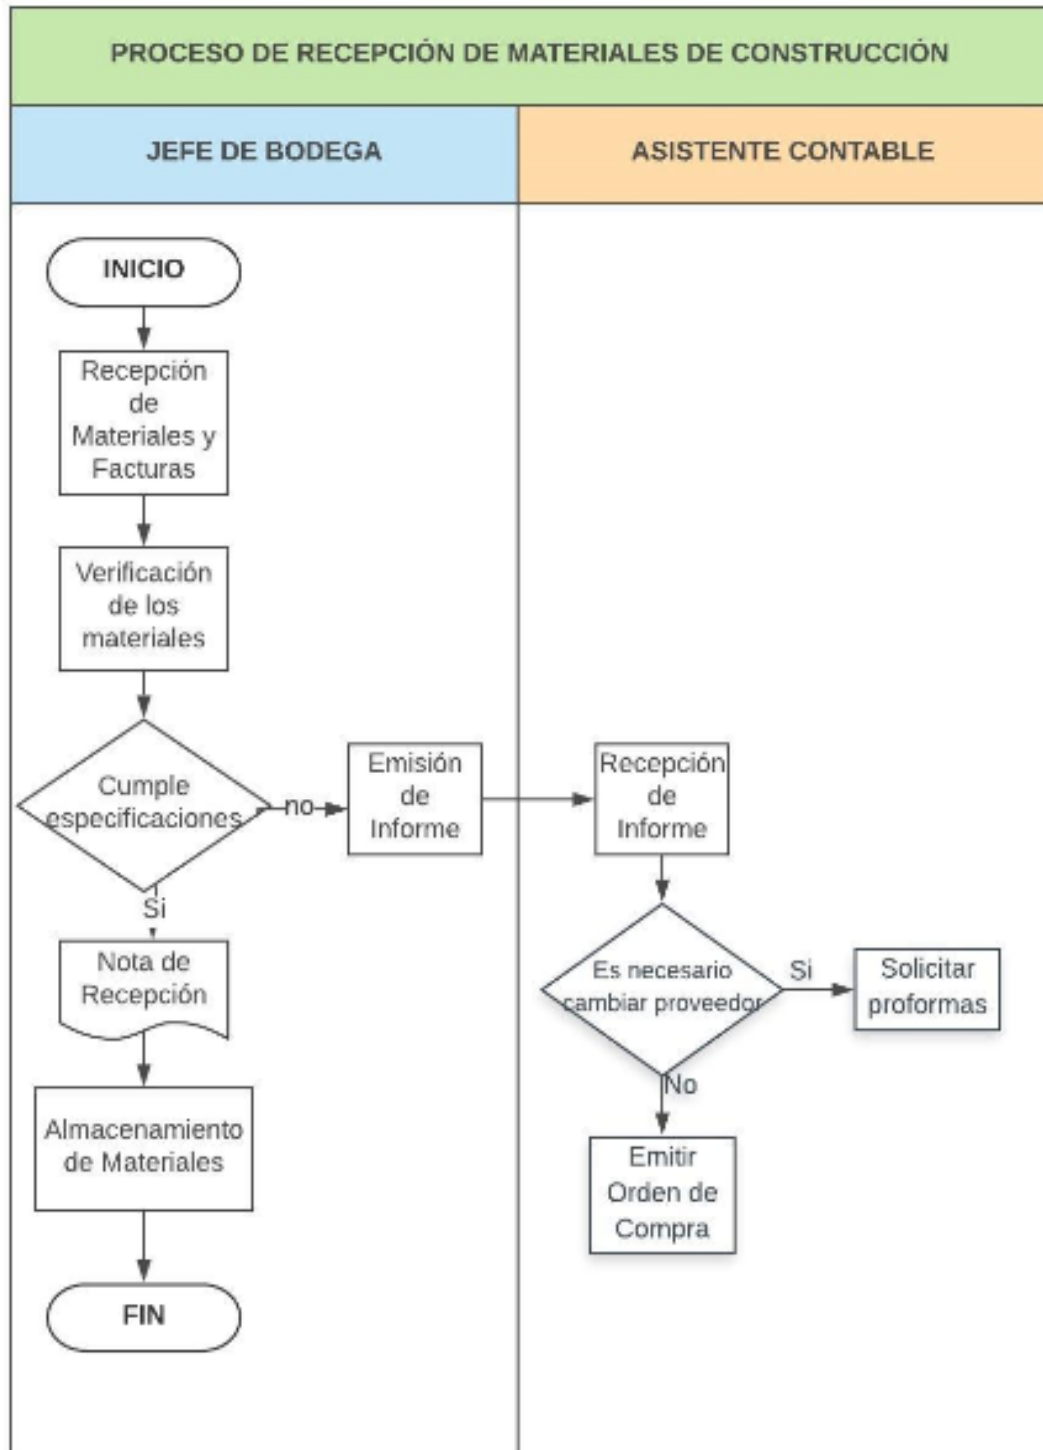 PROCESO DE RECEPCIÓN DE MATERIALES DE CONSTRUCCIÓN
JEFE DE BODEGA
ASISTENTE CONTABLE
INICIO
Recepción
de
Materiales y
Facturas
Verificación
de los
materiales
Cumple
especificaciones
no
Emisión
de
Informe
Recepción
de
Informe
Si
Nota de
Recepción
Es necesario
cambiar proveedor
Si
Solicitar
proformas
No
Almacenamiento
de Materiales
Emitir
Orden de
Compra
FIN